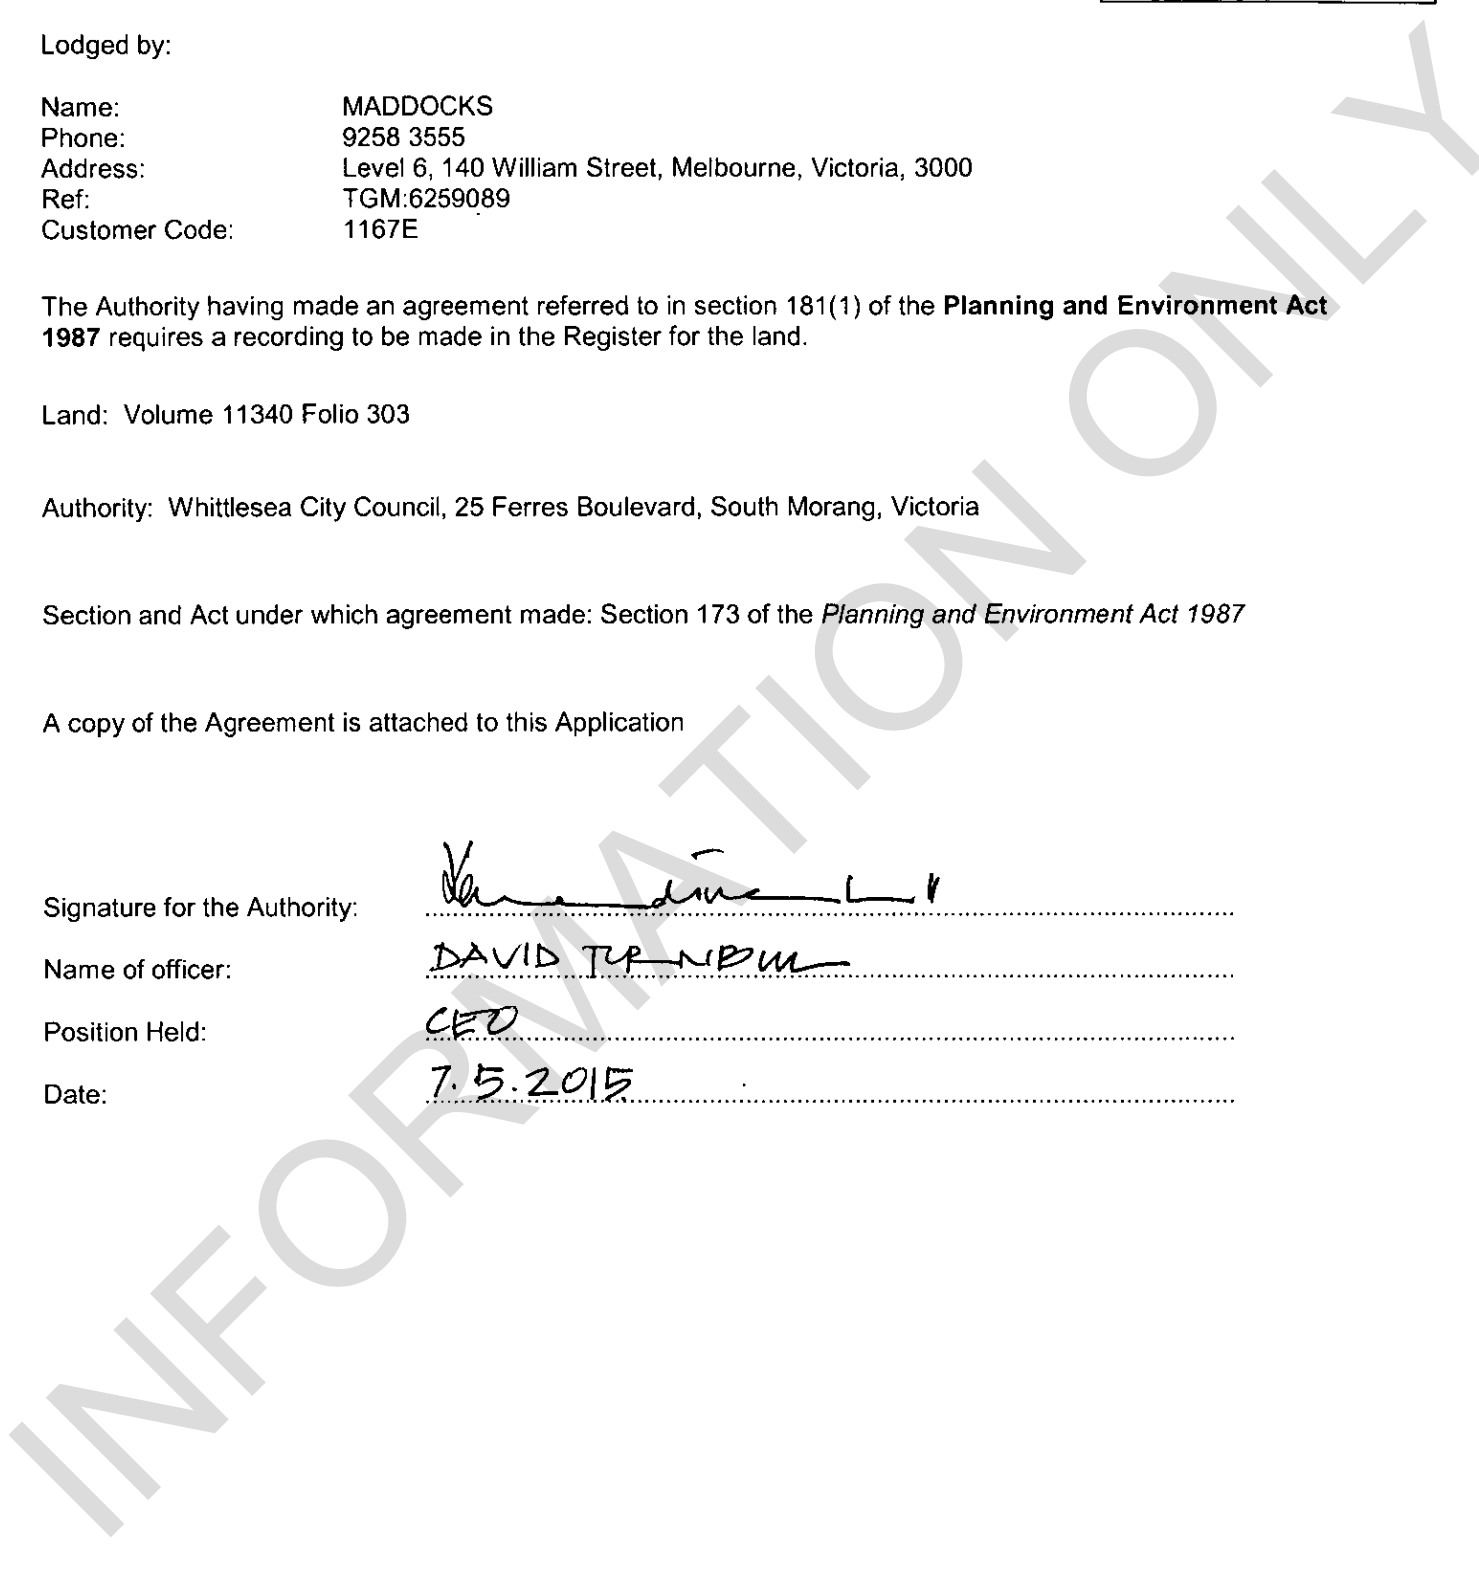 Lodged by:
Name: MADDOCKS
Phone: 9258 3555
Address: Level 6, 140 William Street, Melbourne, Victoria, 3000
Ref: TGM:6259089
Customer Code: 1167E
The Authority having made an agreement referred to in section 181(1) of the Planning and Environment Act
1987 requires a recording to be made in the Register for the land.
Land: Volume 11340 Folio 303
Authority: Whittlesea City Council, 25 Ferres Boulevard, South Morang, Victoria
Section and Act under which agreement made: Section 173 of the Planning and Environment Act 1987
A copy of the Agreement is attached to this Application
Signature for the Authority:
Name of officer: DAVID TURNBULL
Position Held: CEO
Date: 7.5.2015
INFORMATION ONLY